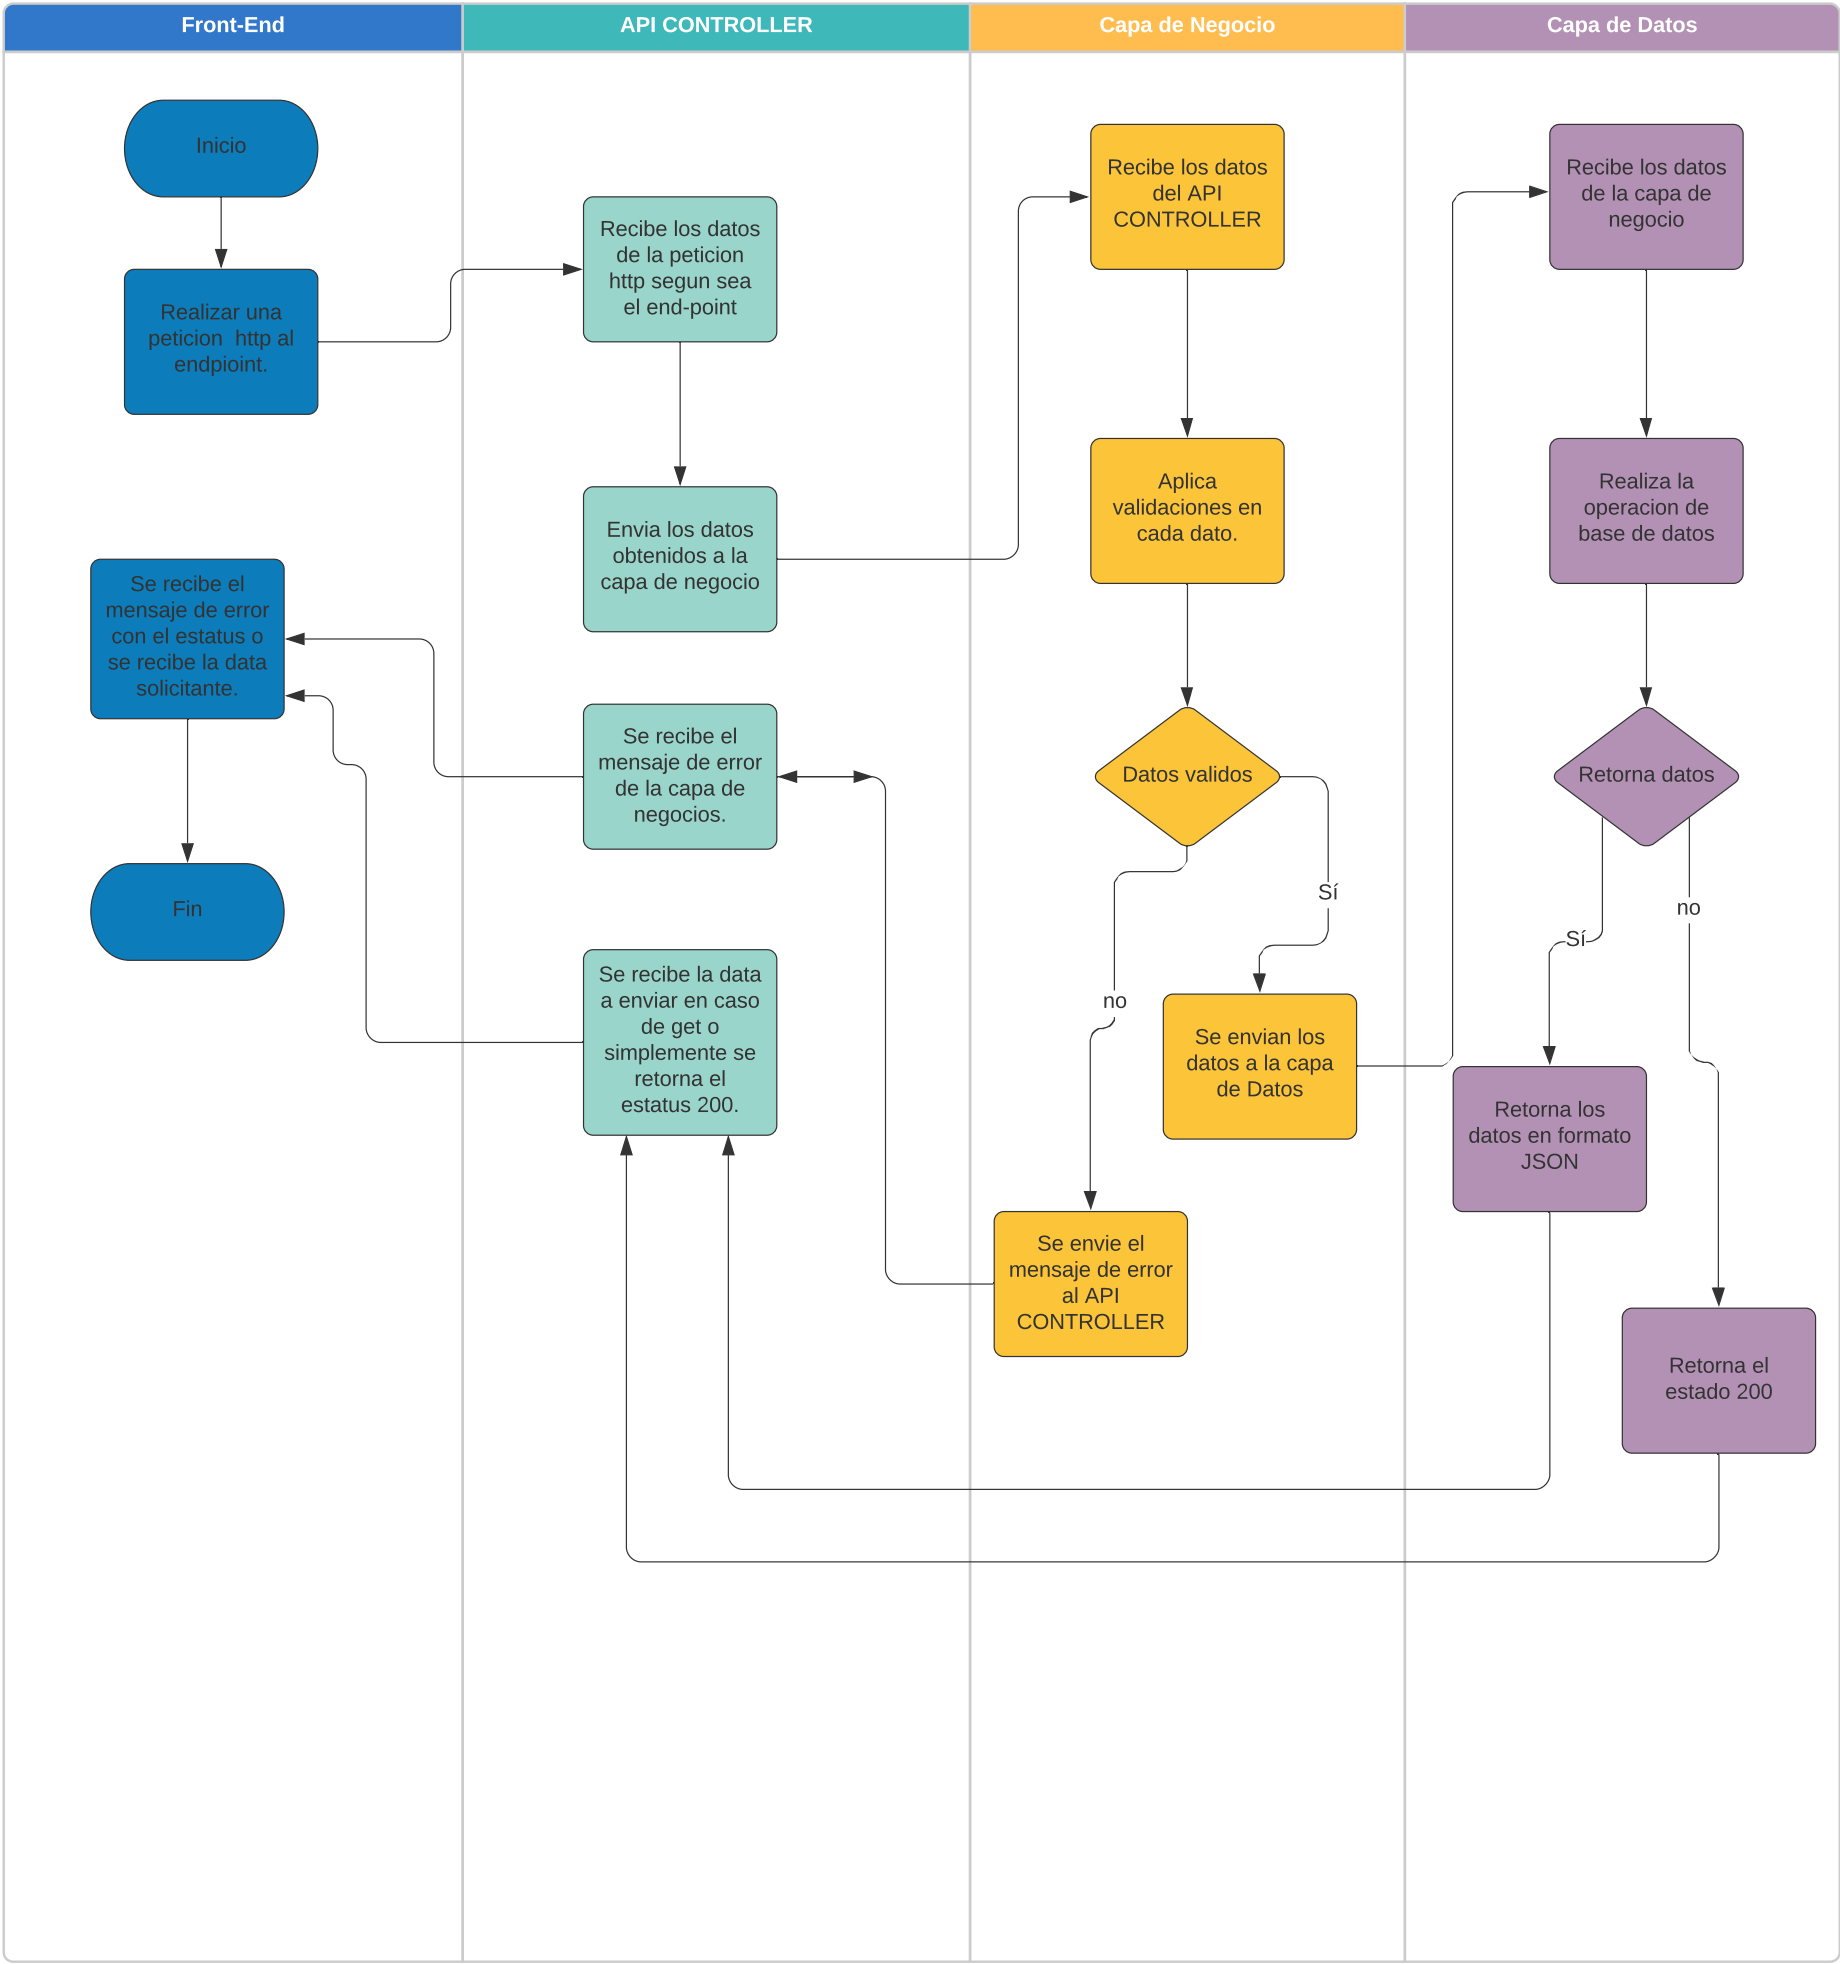 Front-End
API CONTROLLER
Capa de Negocio
Capa de Datos
Inicio
Realizar una
peticion  http al
endpioint.
Se recibe el
mensaje de error
con el estatus o
se recibe la data
solicitante.
Fin
Recibe los datos
de la peticion
http segun sea
el end-point
Envia los datos
obtenidos a la
capa de negocio
Se recibe el
mensaje de error
de la capa de
negocios.
Se recibe la data
a enviar en caso
de get o
simplemente se
retorna el
estatus 200.
Recibe los datos
del API
CONTROLLER
Aplica
validaciones en
cada dato.
Datos validos
Sí
no
Se envian los
datos a la capa
de Datos
Se envie el
mensaje de error
al API
CONTROLLER
Recibe los datos
de la capa de
negocio
Realiza la
operacion de
base de datos
Retorna datos
no
Sí
Retorna los
datos en formato
JSON
Retorna el
estado 200